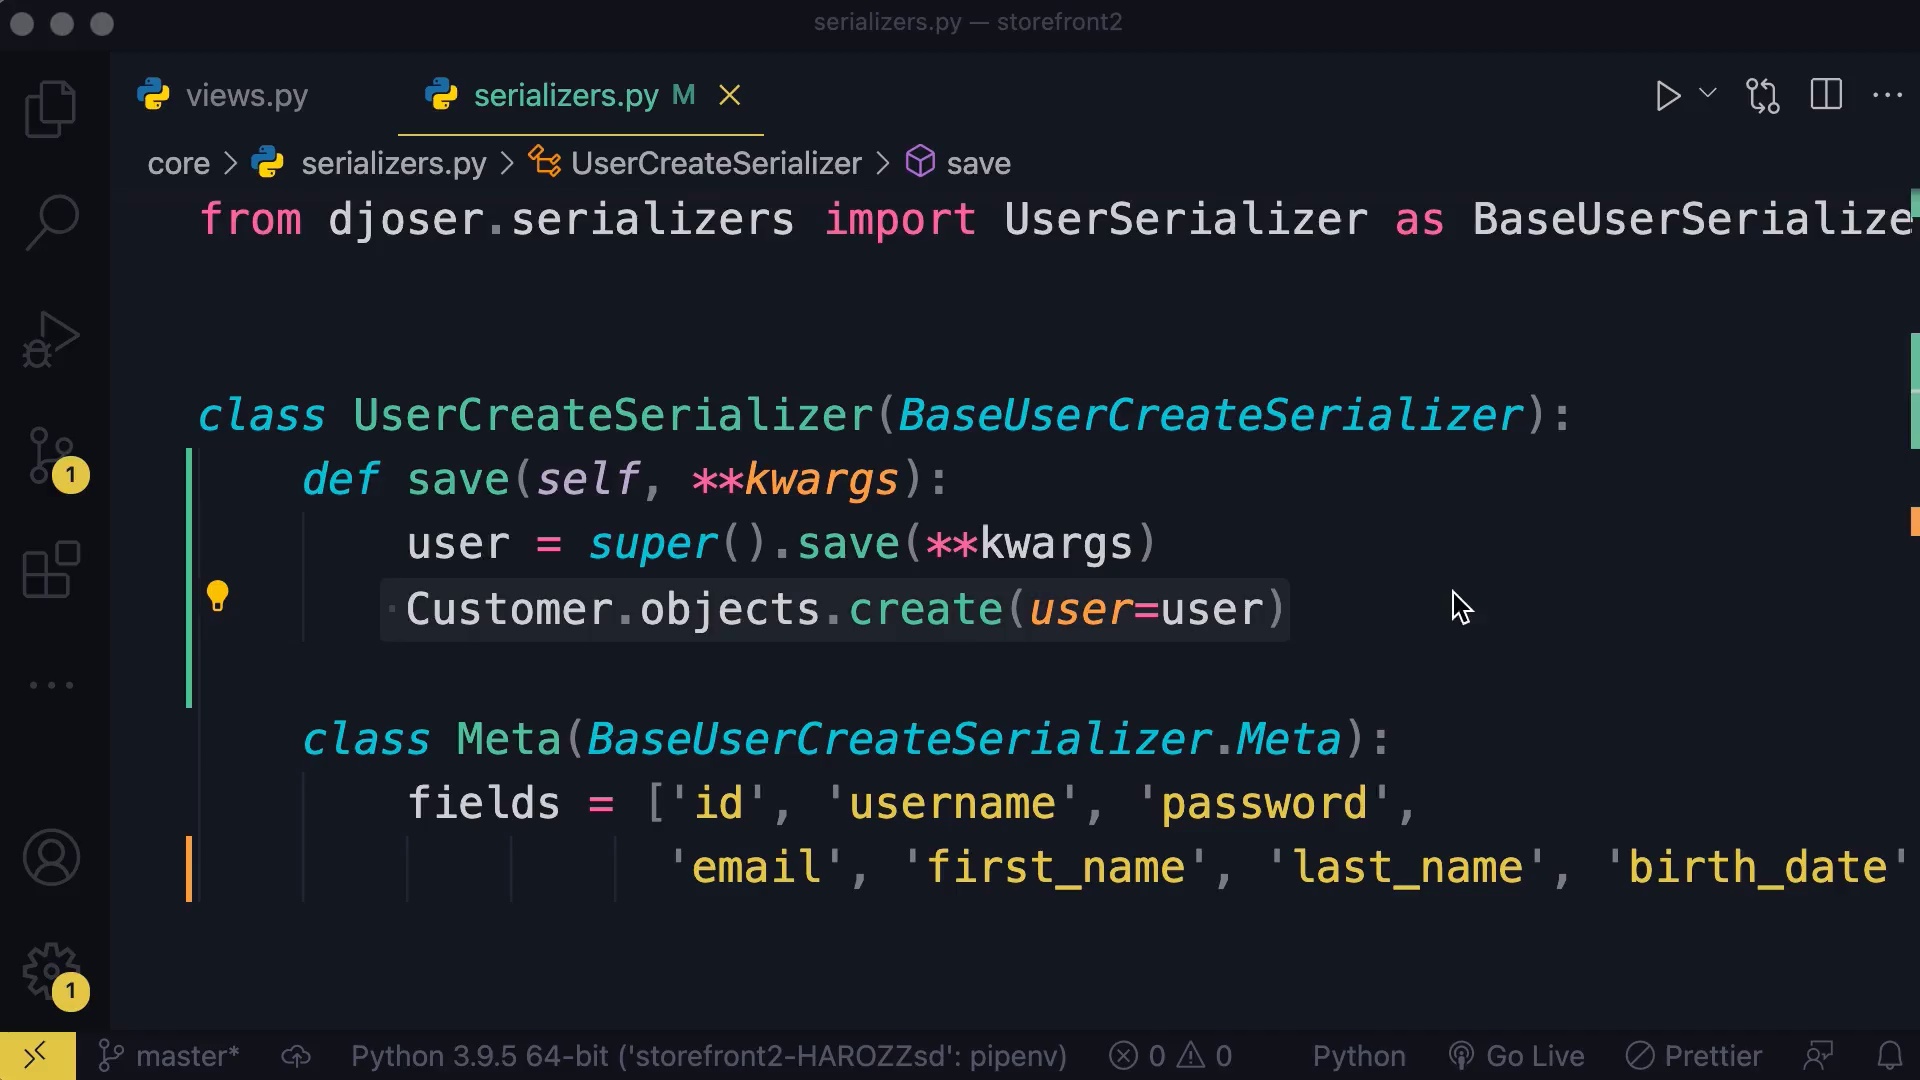 serializers.py — storefront2
views.py
serializers.py M
core > serializers.py > UserCreateSerializer > save
from djoser.serializers import UserSerializer as BaseUserSerialize
class UserCreateSerializer(BaseUserCreateSerializer):
def save(self, **kwargs):
user = super().save(**kwargs)
Customer.objects.create(user=user)
class Meta(BaseUserCreateSerializer.Meta):
fields = ['id', 'username', 'password',
'email', 'first_name', 'last_name', 'birth_date'
1
1
master* Python 3.9.5 64-bit ('storefront2-HAROZZsd': pipenv) 0 0 Python Go Live Prettier